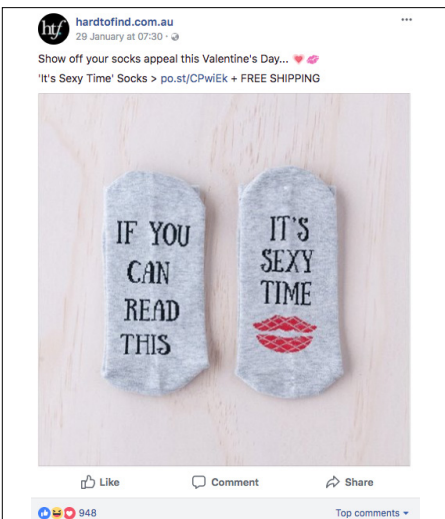 htf
hardtofind.com.au
29 January at 07:30 ·
Show off your socks appeal this Valentine's Day...
'It's Sexy Time' Socks > po.st/CPwiEk + FREE SHIPPING
IF YOU
CAN
READ
THIS
IT'S
SEXY
TIME
Like Comment Share
948 Top comments